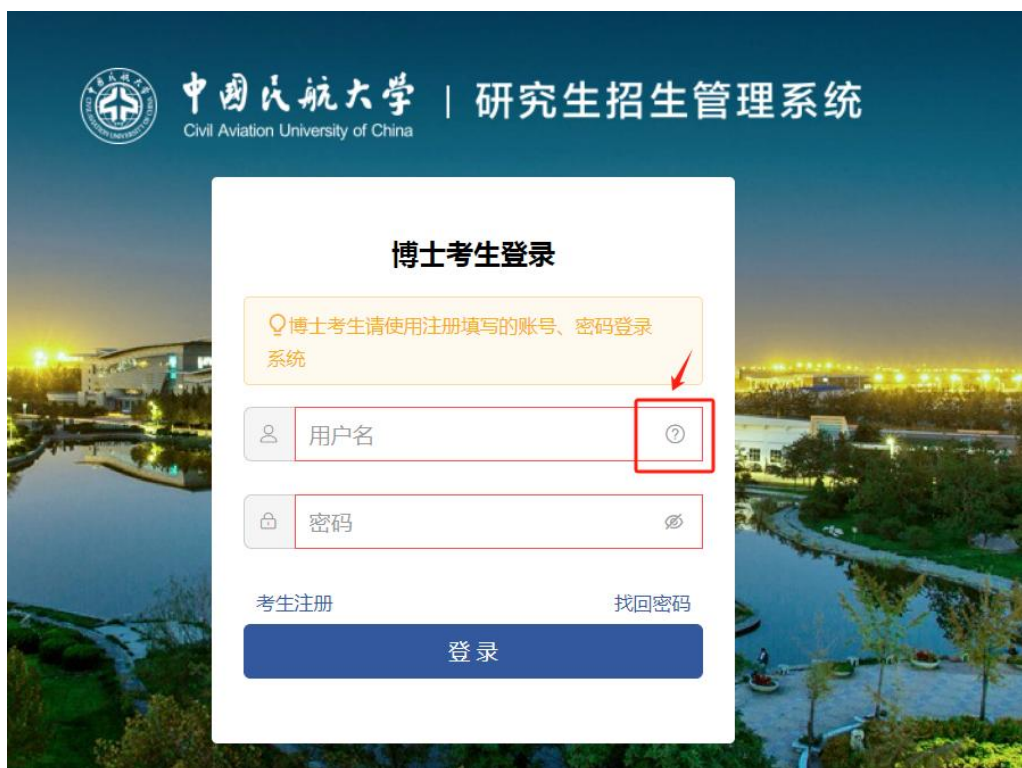 中國民航大学 | 研究生招生管理系统
Civil Aviation University of China
博士考生登录
博士考生请使用注册填写的账号、密码登录
系统
用户名
密码
考生注册
找回密码
登录